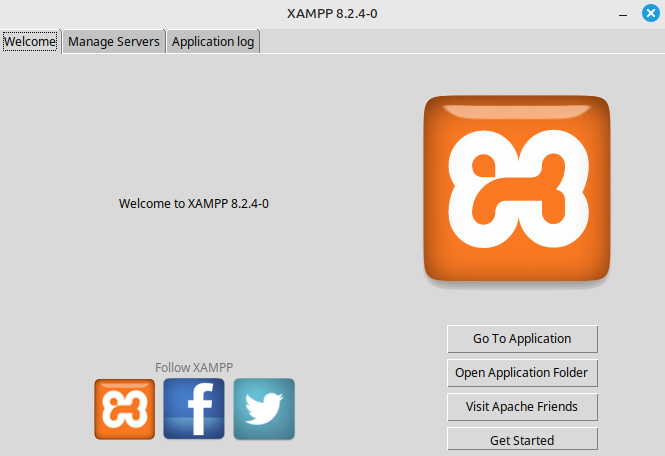 XAMPP 8.2.4-0
Welcome
Manage Servers
Application log
Welcome to XAMPP 8.2.4-0
Go To Application
Open Application Folder
Visit Apache Friends
Get Started
Follow XAMPP